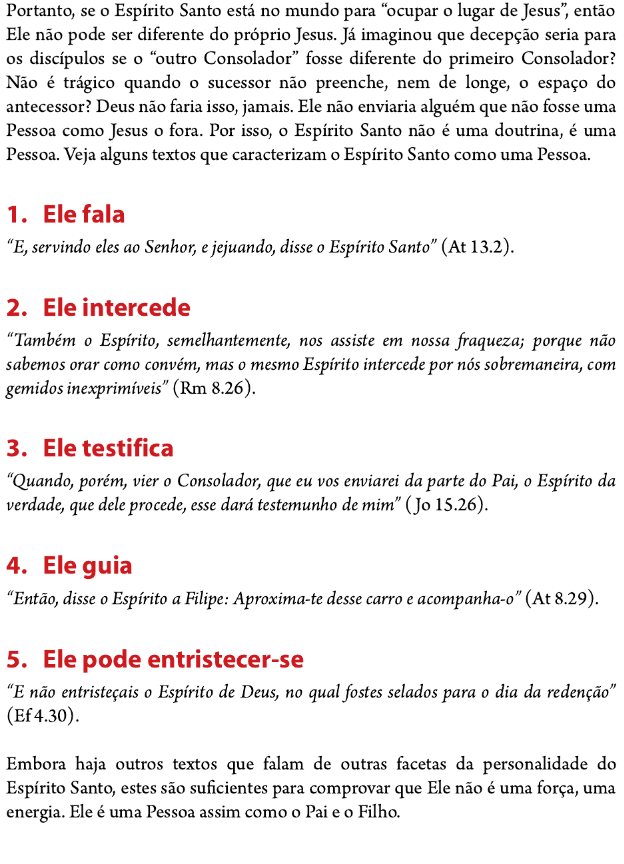 Portanto, se o Espírito Santo está no mundo para “ocupar o lugar de Jesus”, então
Ele não pode ser diferente do próprio Jesus. Já imaginou que decepção seria para
os discípulos se o “outro Consolador” fosse diferente do primeiro Consolador?
Não é trágico quando o sucessor não preenche, nem de longe, o espaço do
antecessor? Deus não faria isso, jamais. Ele não enviaria alguém que não fosse uma
Pessoa como Jesus o fora. Por isso, o Espírito Santo não é uma doutrina, é uma
Pessoa. Veja alguns textos que caracterizam o Espírito Santo como uma Pessoa.
1. Ele fala
“E, servindo eles ao Senhor, e jejuando, disse o Espírito Santo” (At 13.2).
2. Ele intercede
“Também o Espírito, semelhantemente, nos assiste em nossa fraqueza; porque não
sabemos orar como convém, mas o mesmo Espírito intercede por nós sobremaneira, com
gemidos inexprimíveis” (Rm 8.26).
3. Ele testifica
“Quando, porém, vier o Consolador, que eu vos enviarei da parte do Pai, o Espírito da
verdade, que dele procede, esse dará testemunho de mim” (Jo 15.26).
4. Ele guia
“Então, disse o Espírito a Filipe: Aproxima-te desse carro e acompanha-o” (At 8.29).
5. Ele pode entristecer-se
“E não entristeçais o Espírito de Deus, no qual fostes selados para o dia da redenção”
(Ef 4.30).
Embora haja outros textos que falam de outras facetas da personalidade do
Espírito Santo, estes são suficientes para comprovar que Ele não é uma força, uma
energia. Ele é uma Pessoa assim como o Pai e o Filho.